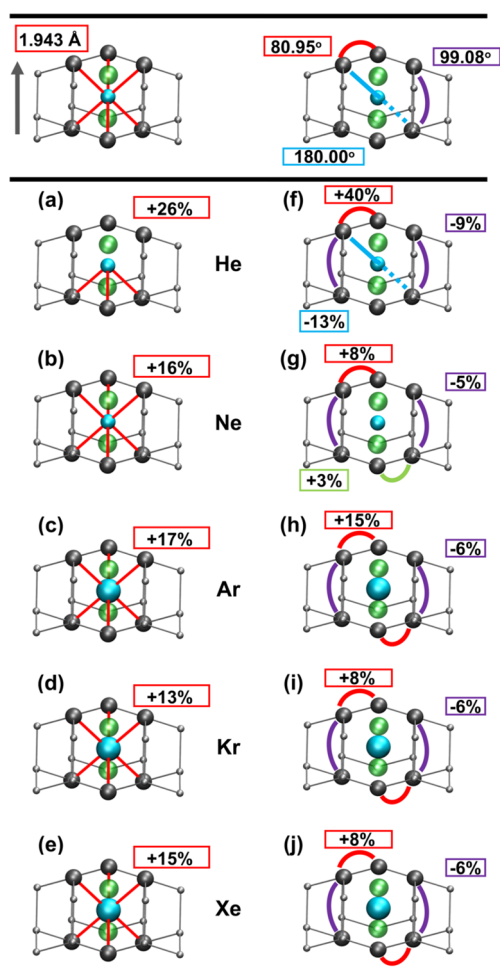 1.943 Å
80.95°
99.08°
180.00°
(a)
+26%
(f)
+40%
-9%
He
-13%
(b)
+16%
(g)
+8%
-5%
Ne
+3%
(c)
+17%
(h)
+15%
-6%
Ar
(d)
+13%
(i)
+8%
-6%
Kr
(e)
+15%
(j)
+8%
-6%
Xe